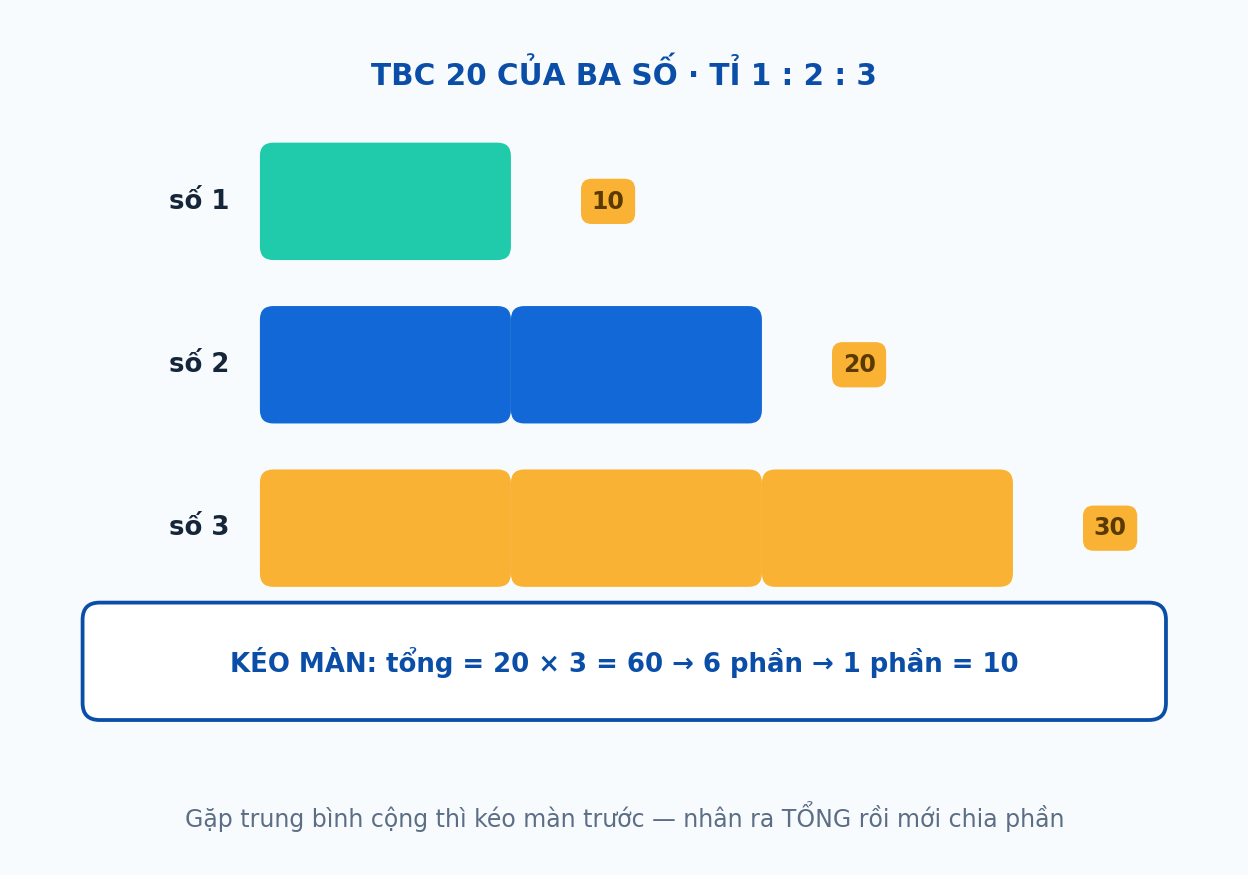 TBC 20 CỦA BA SỐ · TỈ 1 : 2 : 3
số 1
10
số 2
20
số 3
30
KÉO MÀN: tổng = 20 × 3 = 60 → 6 phần → 1 phần = 10
Gặp trung bình cộng thì kéo màn trước — nhân ra TỔNG rồi mới chia phần